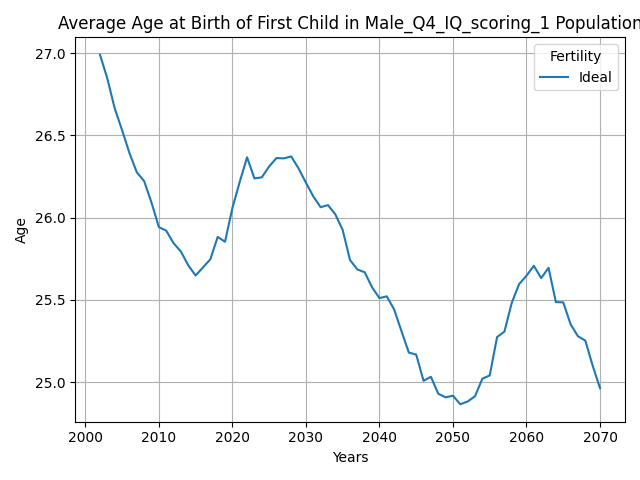 Average Age at Birth of First Child in Male_Q4_IQ_scoring_1 Population
27.0
26.5
26.0
25.5
25.0
Age
Fertility
Ideal
2000 2010 2020 2030 2040 2050 2060 2070
Years